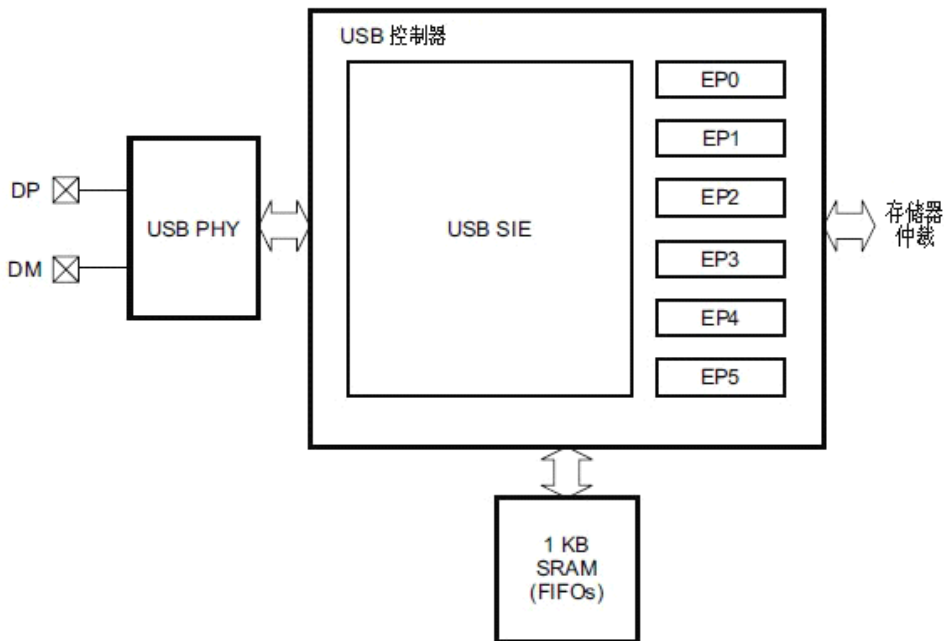 USB 控制器
EP0
EP1
EP2
EP3
EP4
EP5
USB SIE
DP
DM
USB PHY
存储器
仲裁
1 KB
SRAM
(FIFOs)